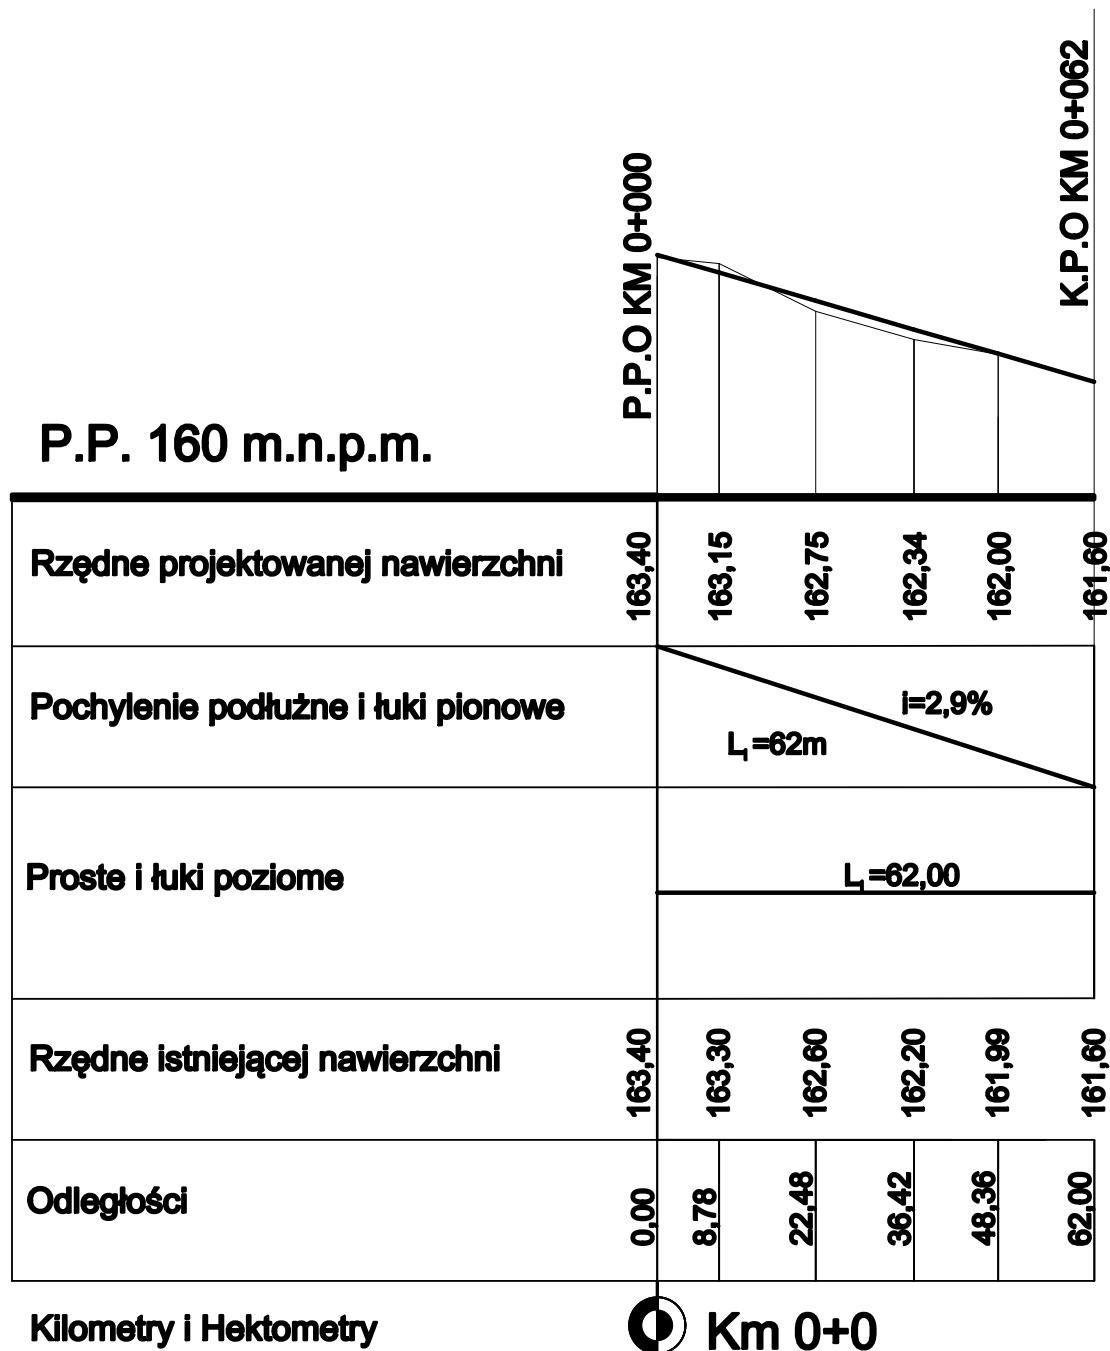 P.P.O KM 0+000
K.P.O KM 0+062
P.P. 160 m.n.p.m.
Rzędne projektowanej nawierzchni 163,40 163,15 162,75 162,34 162,00 161,60
Pochylenie podłużne i łuki pionowe
i=2,9%
L =62m
Proste i łuki poziome
L =62,00
Rzędne istniejącej nawierzchni 163,40 163,30 162,60 162,20 161,99 161,60
Odległości 0,00 8,78 22,48 36,42 48,36 62,00
Kilometry i Hektometry Km 0+0